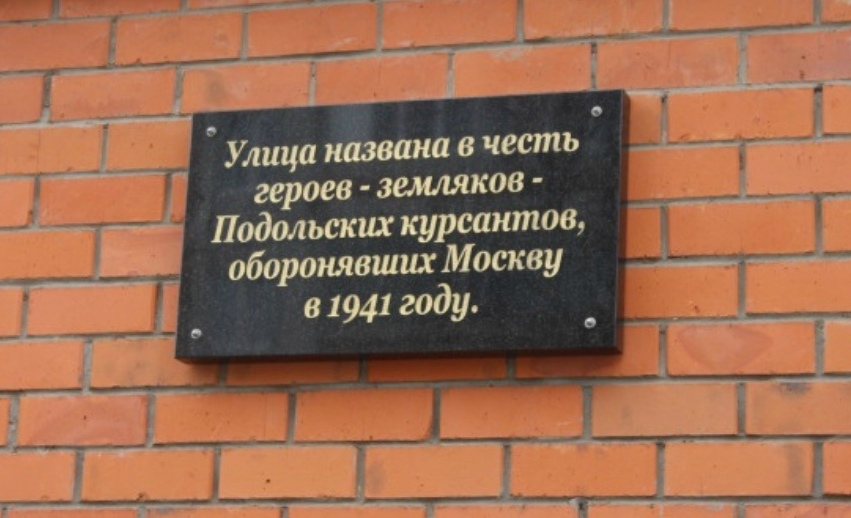 Улица названа в честь
героев - земляков -
Подольских курсантов,
оборонявших Москву
в 1941 году.